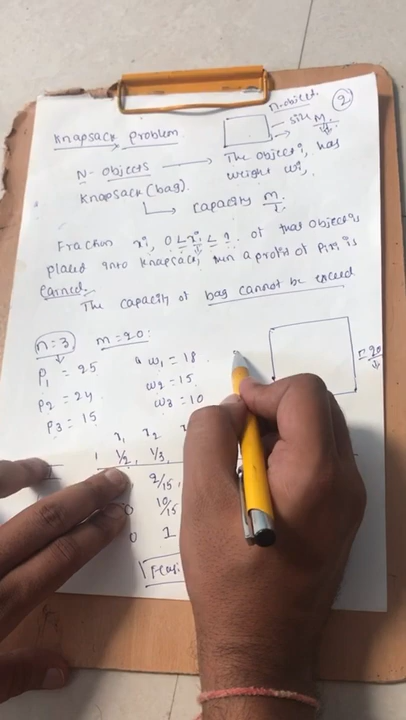 n-object. 2
Knapsack problem size M.
N- objects → The object i, has
Knapsack(bag). weight wi,
↳ capacity M.
Fraction xi, 0 ≤ xi ≤ 1. of that object is
placed into knapsack, then a profit of pixi is
earned.
The capacity of bag cannot be exceed
n=3 m=20:
P1 = 25 w1 = 18
P2 = 24 w2 = 15
P3 = 15 w3 = 10
x1 x2
1/2, 1/3,
2/15,
0 10/15
0 1